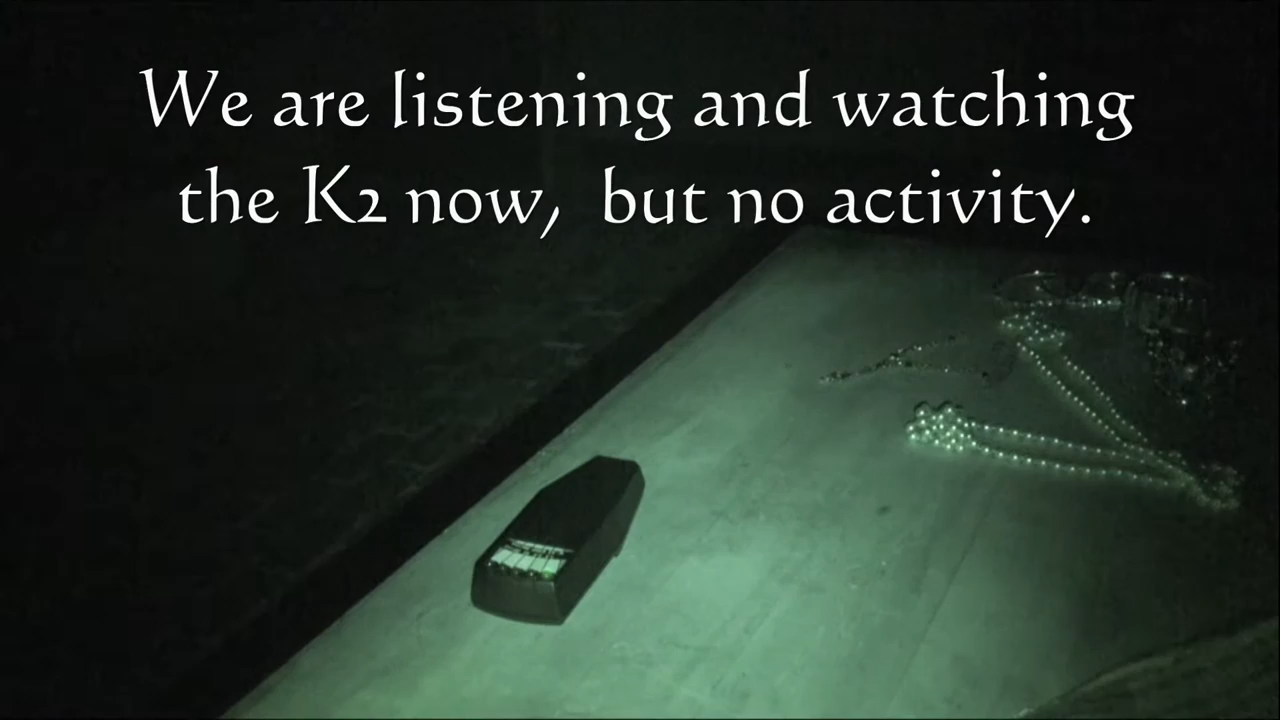 We are listening and watching
the K2 now, but no activity.